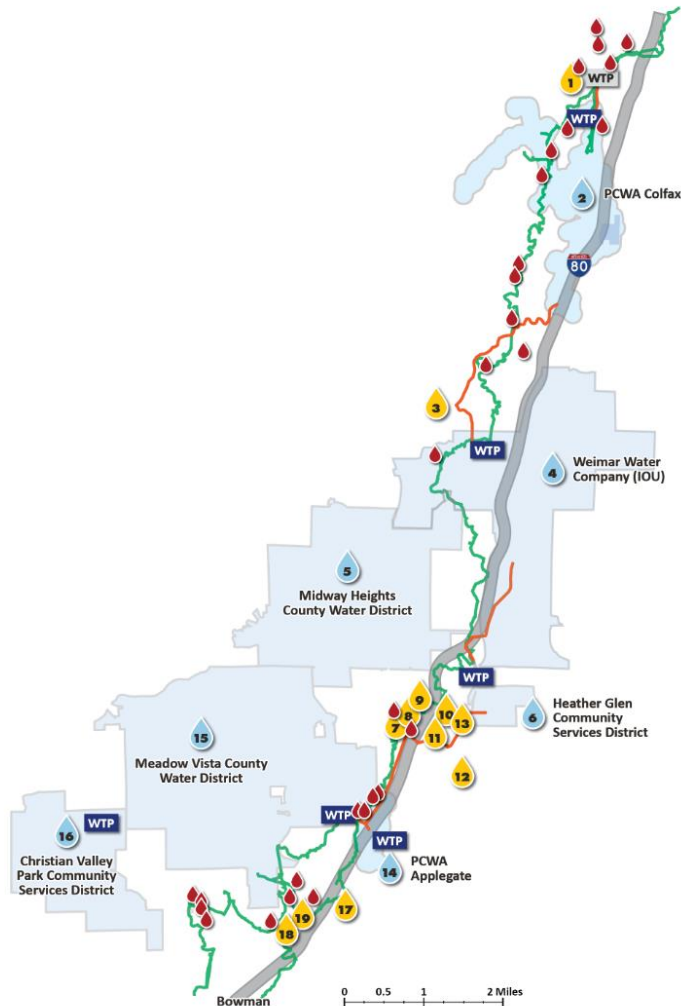 1
WTP
WTP
2
PCWA Colfax
80
3
WTP
4
Weimar Water
Company (IOU)
5
Midway Heights
County Water District
WTP
9
8
7
10
13
11
6
Heather Glen
Community
Services District
12
15
Meadow Vista County
Water District
WTP
WTP
16
WTP
Christian Valley
Park Community
Services District
14
PCWA
Applegate
17
19
18
Bowman
0 0.5 1 2 Miles